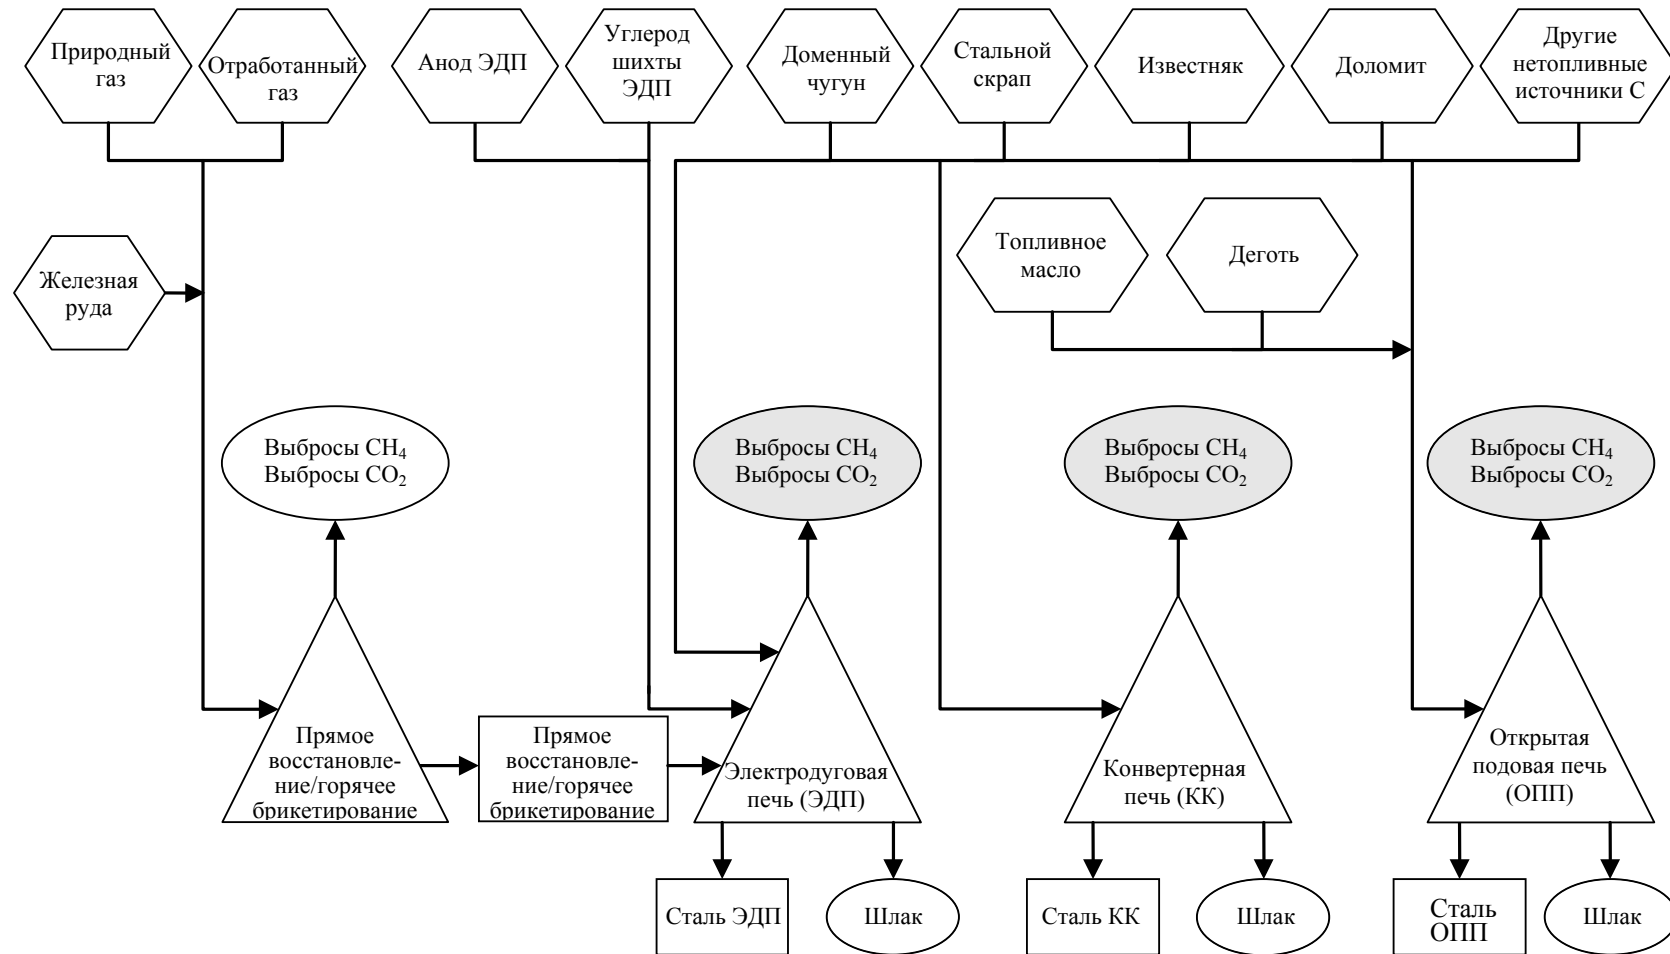 Природный
газ
Отработанный
газ
Анод ЭДП
Углерод
шихты
ЭДП
Доменный
чугун
Стальной
скрап
Известняк
Доломит
Другие
нетопливные
источники С
Железная
руда
Топливное
масло
Деготь
Выбросы CH₄
Выбросы CO₂
Выбросы CH₄
Выбросы CO₂
Выбросы CH₄
Выбросы CO₂
Выбросы CH₄
Выбросы CO₂
Прямое
восстановле-
ние/горячее
брикетирование
Прямое
восстановле-
ние/горячее
брикетирование
Электродуговая
печь (ЭДП)
Конвертерная
печь (КК)
Открытая
подовая печь
(ОПП)
Сталь ЭДП
Шлак
Сталь КК
Шлак
Сталь
ОПП
Шлак